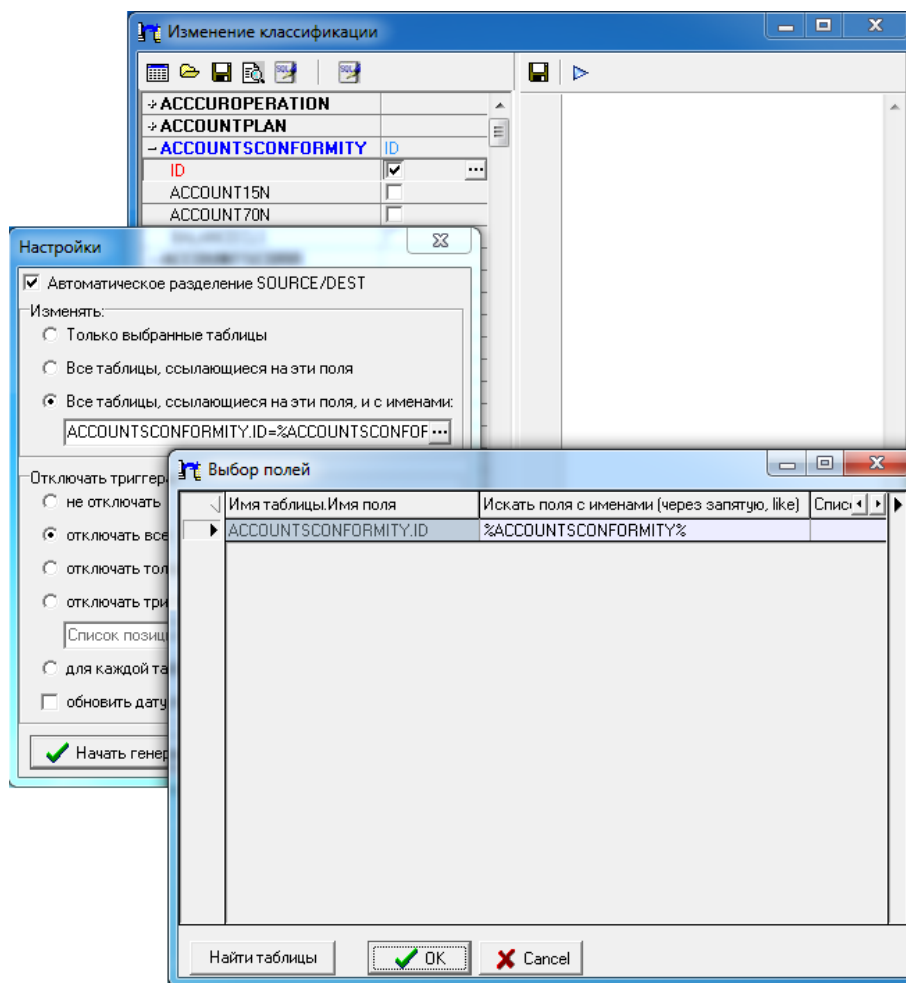 Изменение классификации
ACCCUROPERATION
ACCOUNTPLAN
ACCOUNTSCONFORMITY ID
ID
ACCOUNT15N
ACCOUNT70N
Настройки
Автоматическое разделение SOURCE/DEST
Изменять:
Только выбранные таблицы
Все таблицы, ссылающиеся на эти поля
Все таблицы, ссылающиеся на эти поля, и с именами:
ACCOUNTSCONFORMITY.ID=%ACCOUNTSCONFOF ...
Отключать триггер
не отключать
отключать все
отключать тол
отключать три
Список позиц
для каждой та
обновить дату
Начать генер
Выбор полей
Имя таблицы.Имя поля Искать поля с именами (через запятую, like) Списо
ACCOUNTSCONFORMITY.ID %ACCOUNTSCONFORMITY%
Найти таблицы OK Cancel